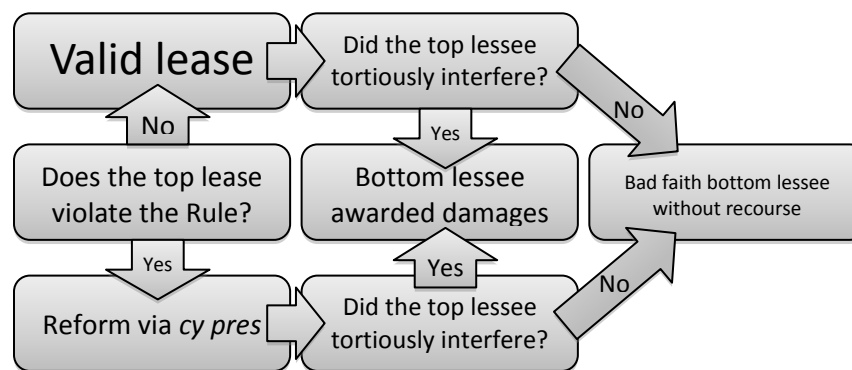 Valid lease
Did the top lessee
tortiously interfere?
No
Yes
No
Does the top lease
violate the Rule?
Bottom lessee
awarded damages
Bad faith bottom lessee
without recourse
Yes
Yes
No
Reform via cy pres
Did the top lessee
tortiously interfere?